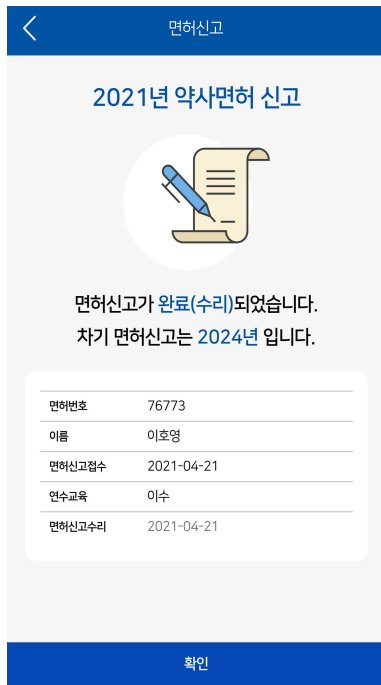 면허신고
2021년 약사면허 신고
면허신고가 완료(수리)되었습니다.
차기 면허신고는 2024년 입니다.
면허번호 76773
이름 이호영
면허신고접수 2021-04-21
연수교육 이수
면허신고수리 2021-04-21
확인